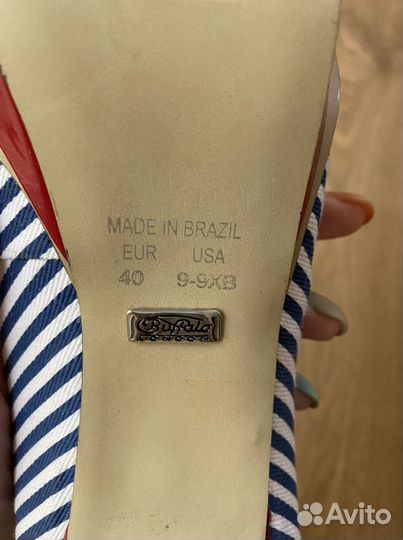 MADE IN BRAZIL
EUR USA
40 9-9XB
Buffalo
LONDON
Avito